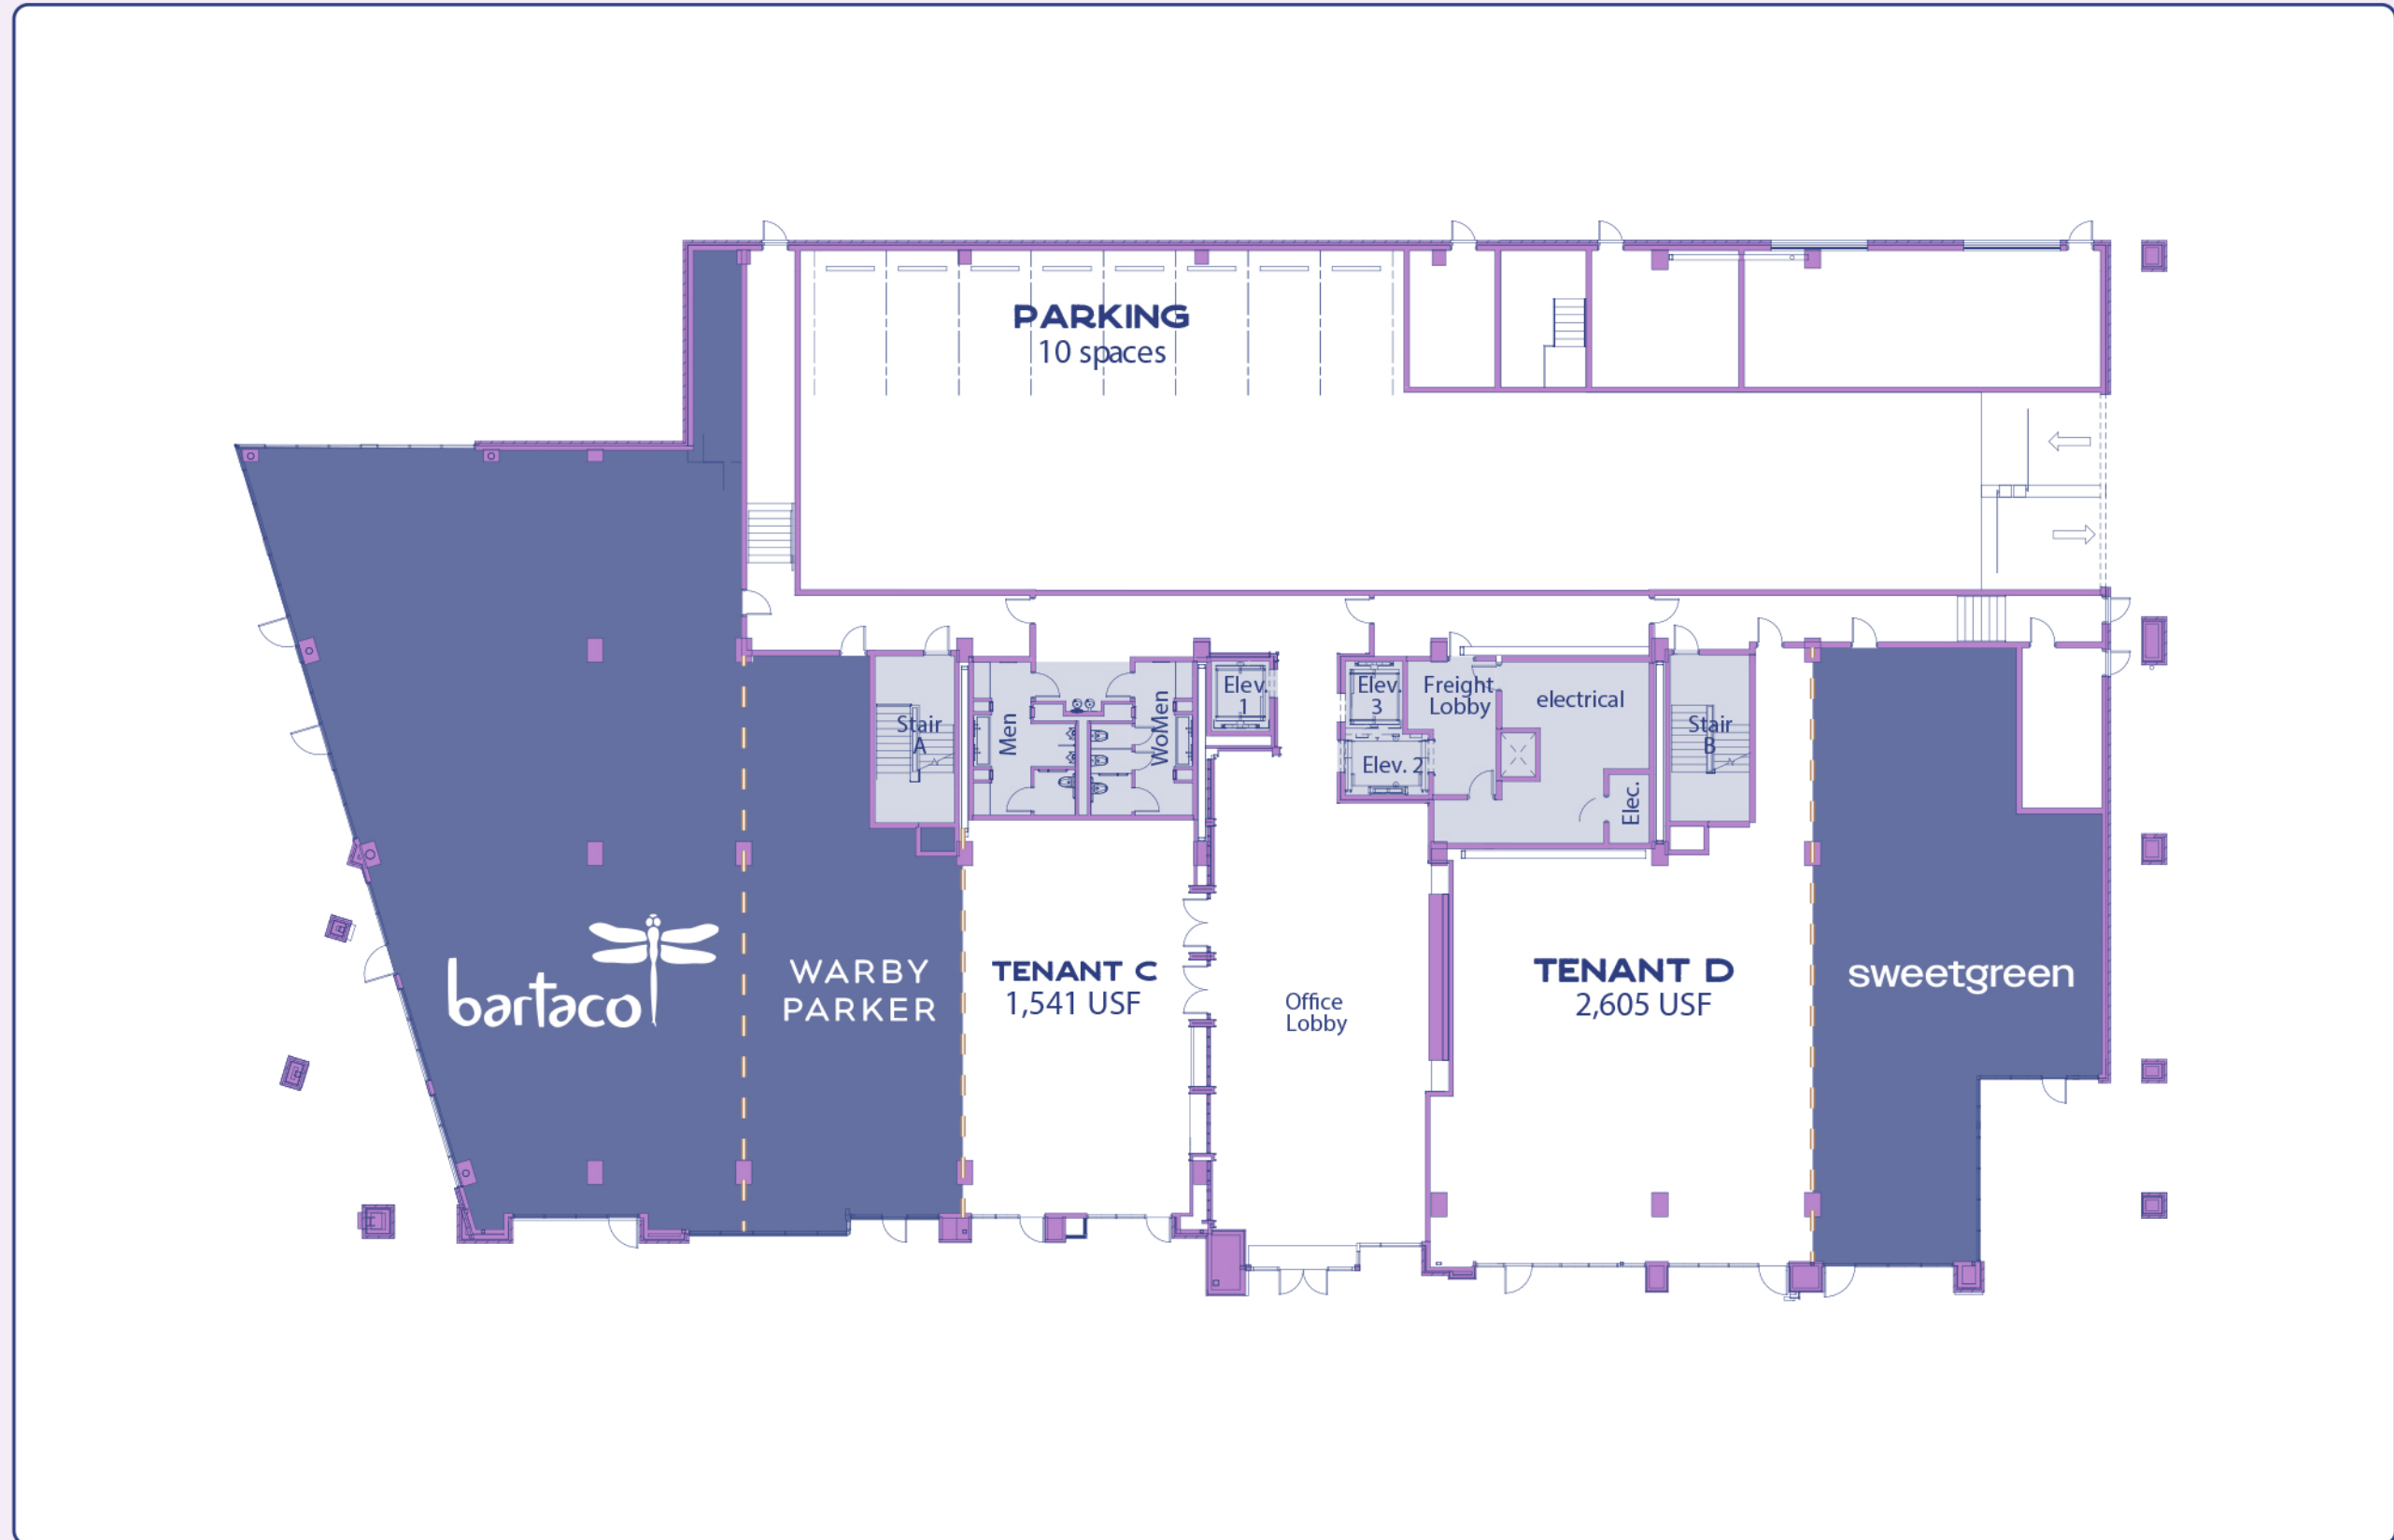 PARKING
10 spaces
Stair
A
Men
WoMen
Elev.
1
Elev.
3
Elev. 2
Freight
Lobby
electrical
Elec.
Stair
B
bartaco
WARBY
PARKER
TENANT C
1,541 USF
Office
Lobby
TENANT D
2,605 USF
sweetgreen